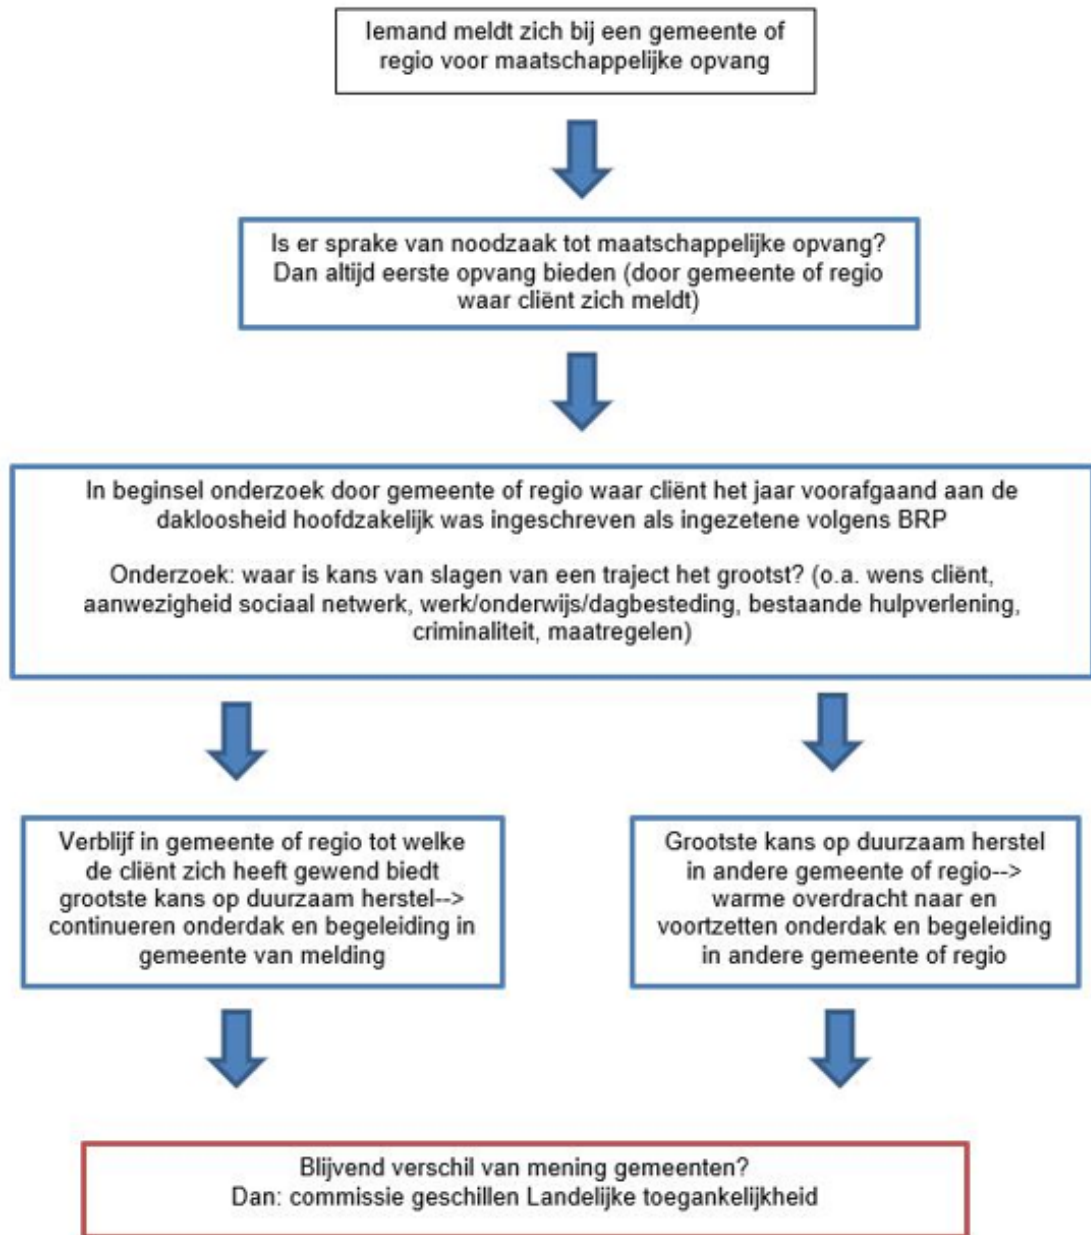 Iemand meldt zich bij een gemeente of
regio voor maatschappelijke opvang
Is er sprake van noodzaak tot maatschappelijke opvang?
Dan altijd eerste opvang bieden (door gemeente of regio
waar cliënt zich meldt)
In beginsel onderzoek door gemeente of regio waar cliënt het jaar voorafgaand aan de
dakloosheid hoofdzakelijk was ingeschreven als ingezetene volgens BRP
Onderzoek: waar is kans van slagen van een traject het grootst? (o.a. wens cliënt,
aanwezigheid sociaal netwerk, werk/onderwijs/dagbesteding, bestaande hulpverlening,
criminaliteit, maatregelen)
Verblijf in gemeente of regio tot welke
de cliënt zich heeft gewend biedt
grootste kans op duurzaam herstel-->
continueren onderdak en begeleiding in
gemeente van melding
Grootste kans op duurzaam herstel
in andere gemeente of regio-->
warme overdracht naar en
voortzetten onderdak en begeleiding
in andere gemeente of regio
Blijvend verschil van mening gemeenten?
Dan: commissie geschillen Landelijke toegankelijkheid